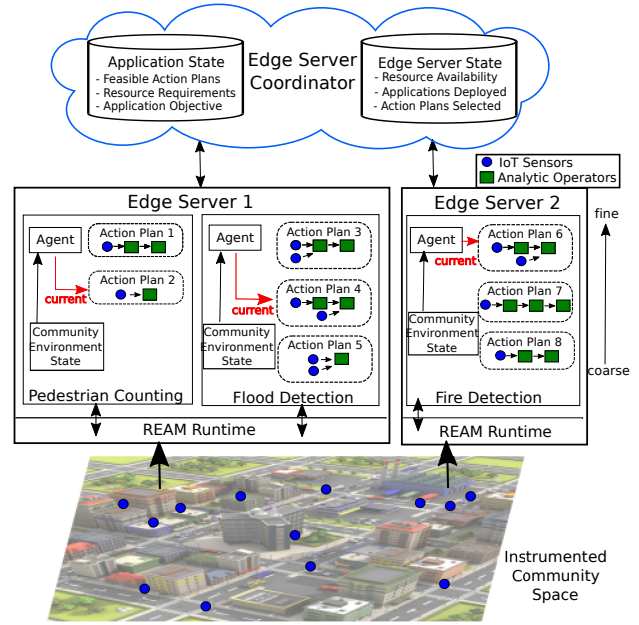 Application State
- Feasible Action Plans
- Resource Requirements
- Application Objective
Edge Server
Coordinator
Edge Server State
- Resource Availability
- Applications Deployed
- Action Plans Selected
IoT Sensors
Analytic Operators
Edge Server 1
Agent
current
Community
Environment
State
Action Plan 1
Action Plan 2
Pedestrian Counting
Agent
current
Community
Environment
State
Action Plan 3
Action Plan 4
Action Plan 5
Flood Detection
REAM Runtime
Edge Server 2
Agent
current
Community
Environment
State
Action Plan 6
Action Plan 7
Action Plan 8
Fire Detection
REAM Runtime
fine
coarse
Instrumented
Community
Space